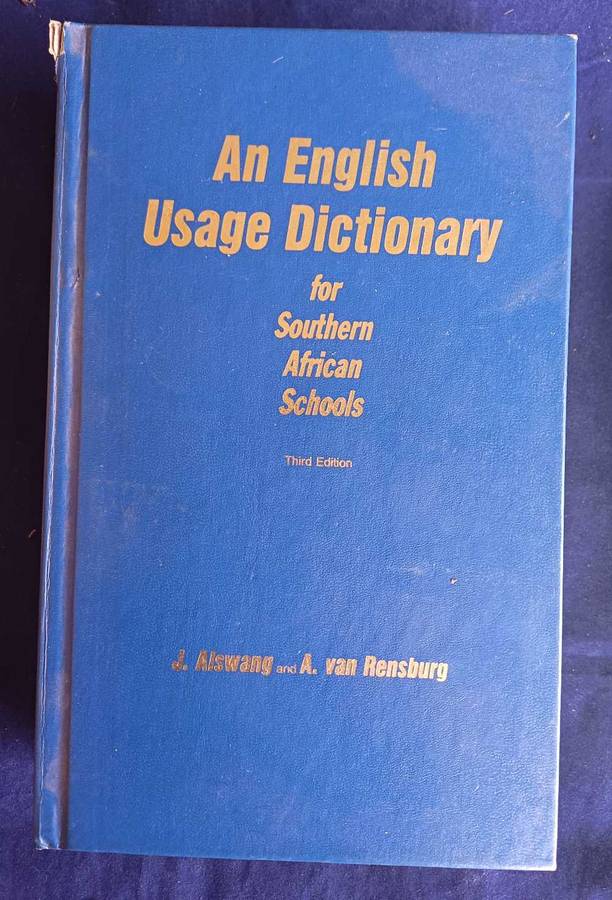 An English
Usage Dictionary
for
Southern
African
Schools
Third Edition
J. Alswang and A. van Rensburg